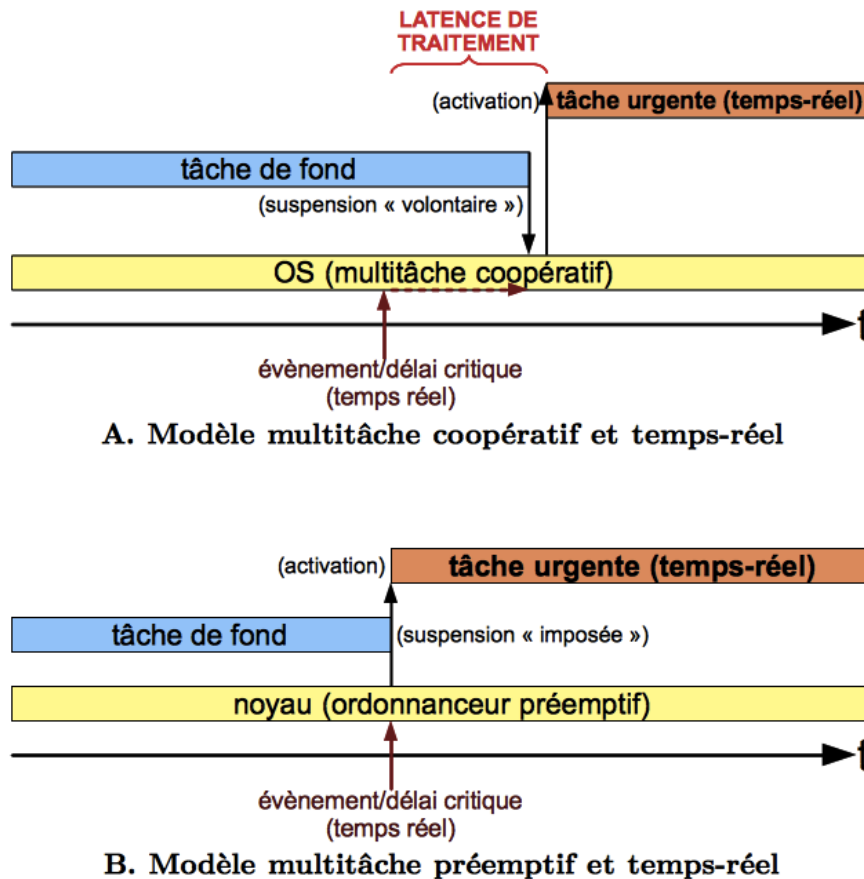 LATENCE DE
TRAITEMENT
(activation)
tâche urgente (temps-réel)
tâche de fond
(suspension « volontaire »)
OS (multitâche coopératif)
t
évènement/délai critique
(temps réel)
A. Modèle multitâche coopératif et temps-réel
(activation)
tâche urgente (temps-réel)
tâche de fond
(suspension « imposée »)
noyau (ordonnanceur préemptif)
t
évènement/délai critique
(temps réel)
B. Modèle multitâche préemptif et temps-réel